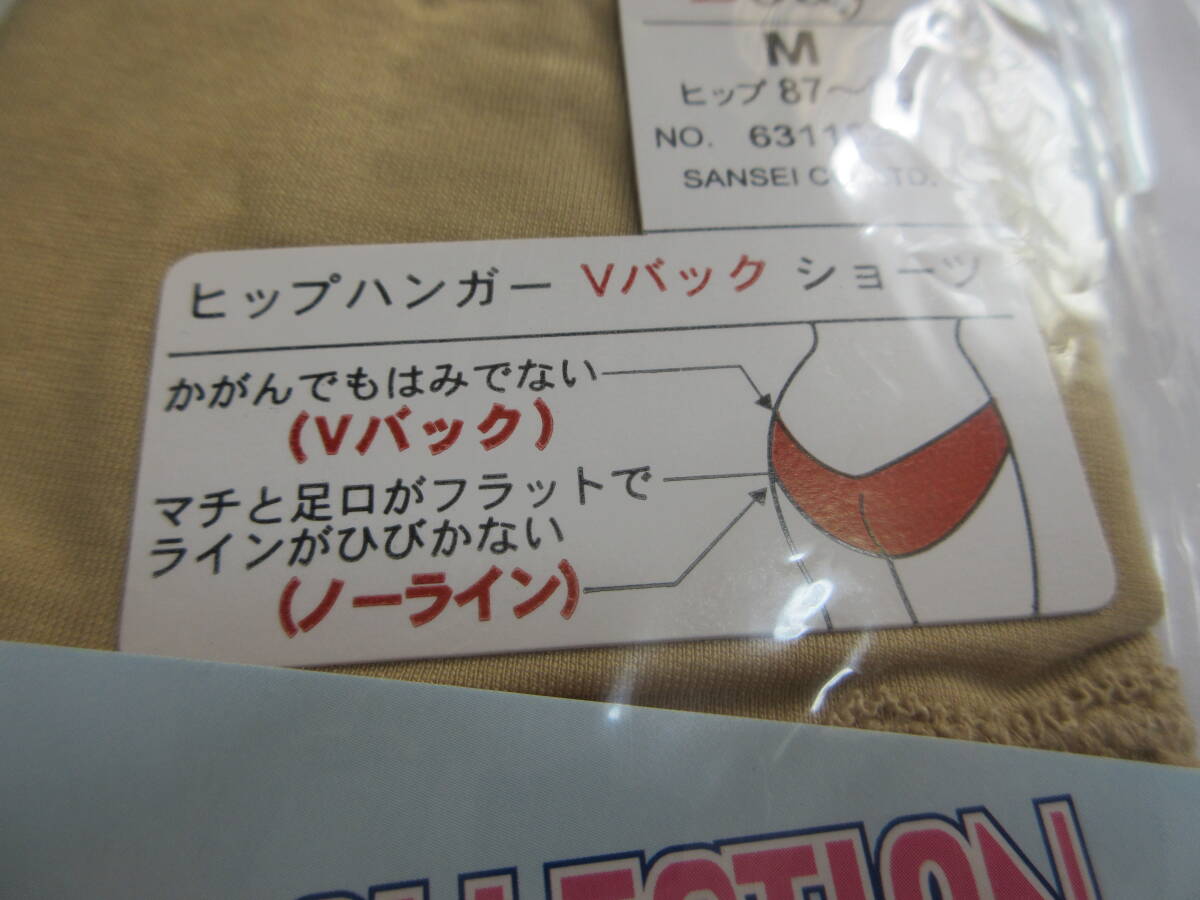 M
ヒップ 87〜
NO. 6311
SANSEI CO.,LTD.
ヒップハンガー Vバック ショーツ
かがんでもはみでない
(Vバック)
マチと足口がフラットで
ラインがひびかない
(ノーライン)
LLECTION